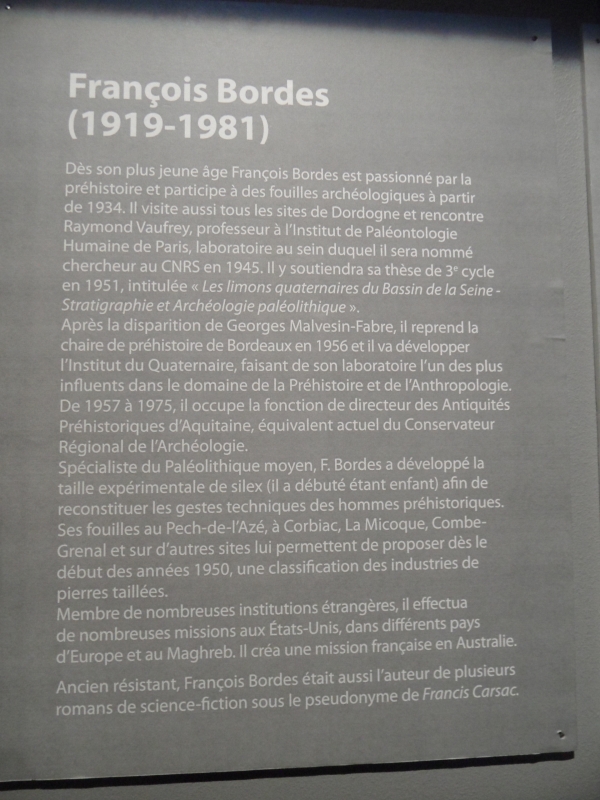 François Bordes
(1919-1981)
Dès son plus jeune âge François Bordes est passionné par la
préhistoire et participe à des fouilles archéologiques à partir
de 1934. Il visite aussi tous les sites de Dordogne et rencontre
Raymond Vaufrey, professeur à l'Institut de Paléontologie
Humaine de Paris, laboratoire au sein duquel il sera nommé
chercheur au CNRS en 1945. Il y soutiendra sa thèse de 3e cycle
en 1951, intitulée « Les limons quaternaires du Bassin de la Seine -
Stratigraphie et Archéologie paléolithique ».
Après la disparition de Georges Malvesin-Fabre, il reprend la
chaire de préhistoire de Bordeaux en 1956 et il va développer
l'Institut du Quaternaire, faisant de son laboratoire l'un des plus
influents dans le domaine de la Préhistoire et de l'Anthropologie.
De 1957 à 1975, il occupe la fonction de directeur des Antiquités
Préhistoriques d'Aquitaine, équivalent actuel du Conservateur
Régional de l'Archéologie.
Spécialiste du Paléolithique moyen, F. Bordes a développé la
taille expérimentale de silex (il a débuté étant enfant) afin de
reconstituer les gestes techniques des hommes préhistoriques.
Ses fouilles au Pech-de-l'Azé, à Corbiac, La Micoque, Combe-
Grenal et sur d'autres sites lui permettent de proposer dès le
début des années 1950, une classification des industries de
pierres taillées.
Membre de nombreuses institutions étrangères, il effectua
de nombreuses missions aux États-Unis, dans différents pays
d'Europe et au Maghreb. Il créa une mission française en Australie.
Ancien résistant, François Bordes était aussi l'auteur de plusieurs
romans de science-fiction sous le pseudonyme de Francis Carsac.